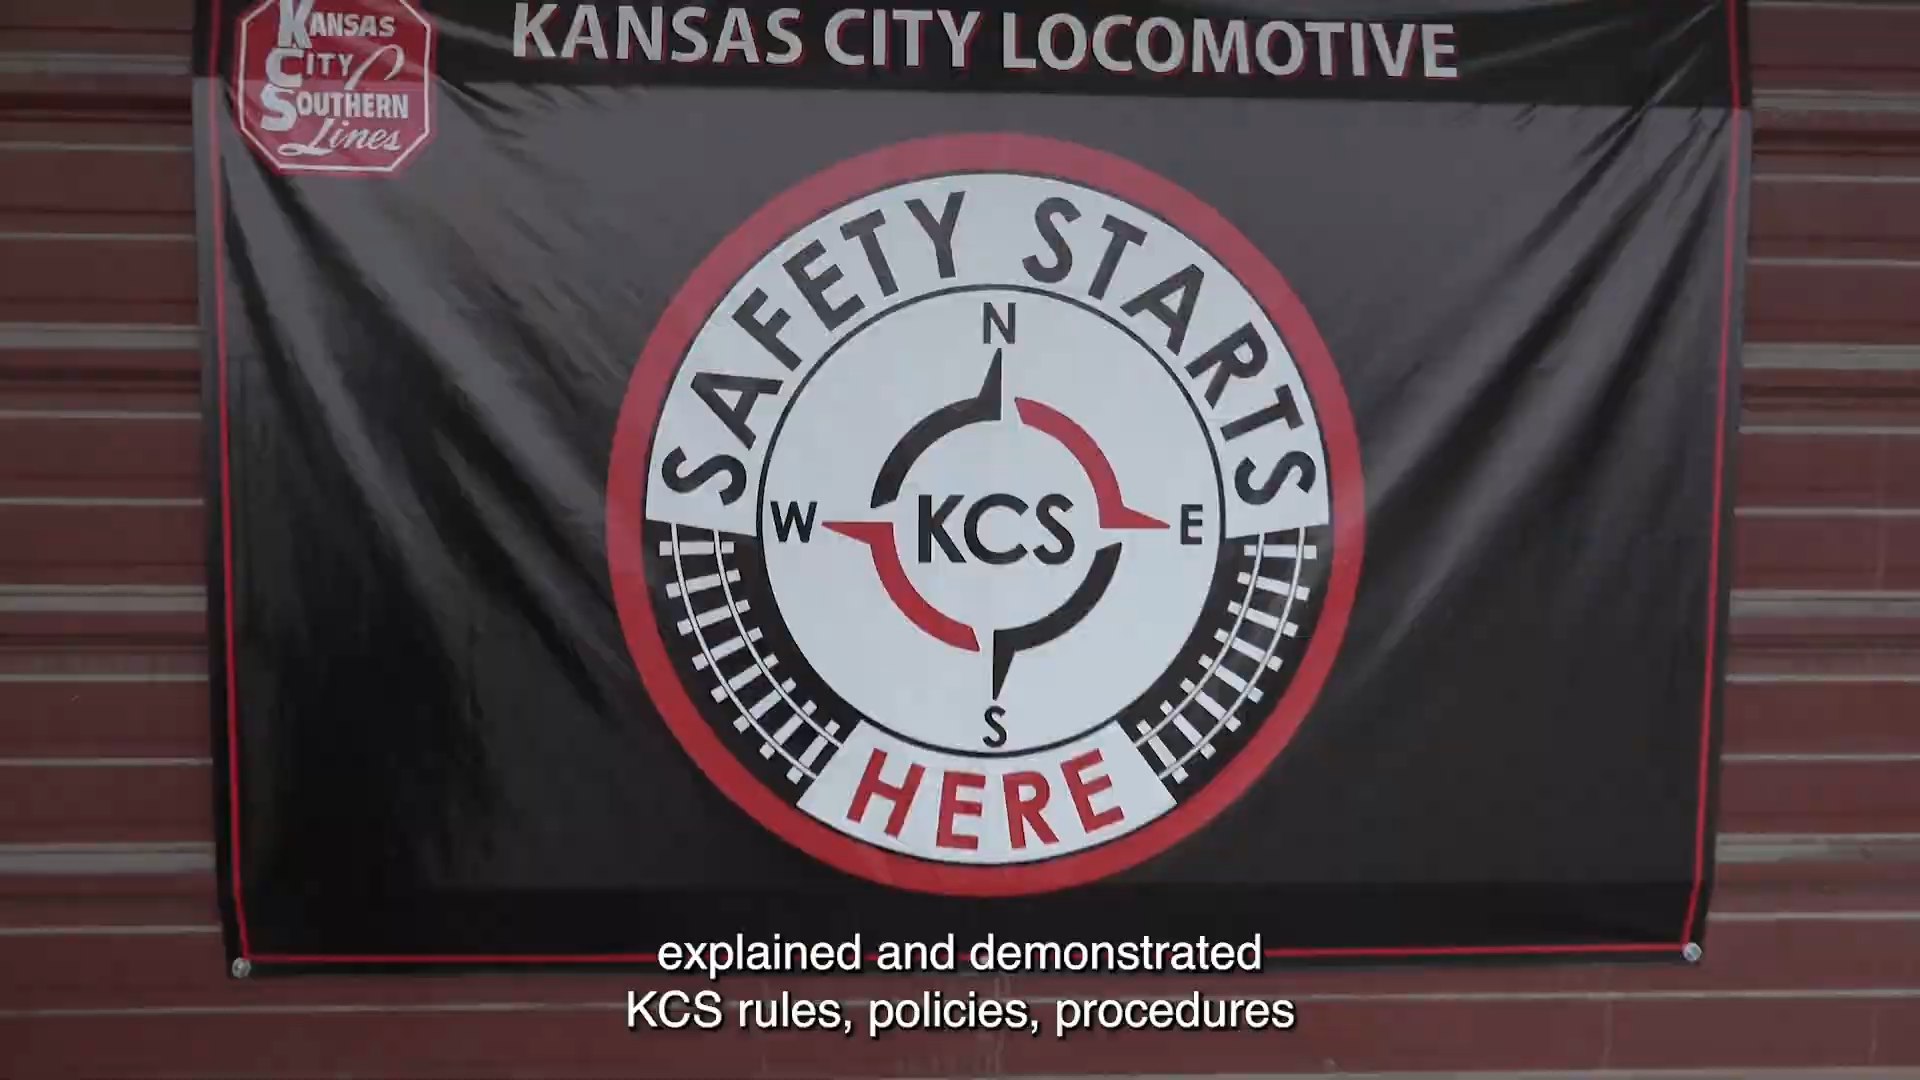 KANSAS
CITY
SOUTHERN
Lines
KANSAS CITY LOCOMOTIVE
SAFETY STARTS
N
W KCS E
S
HERE
explained and demonstrated
KCS rules, policies, procedures